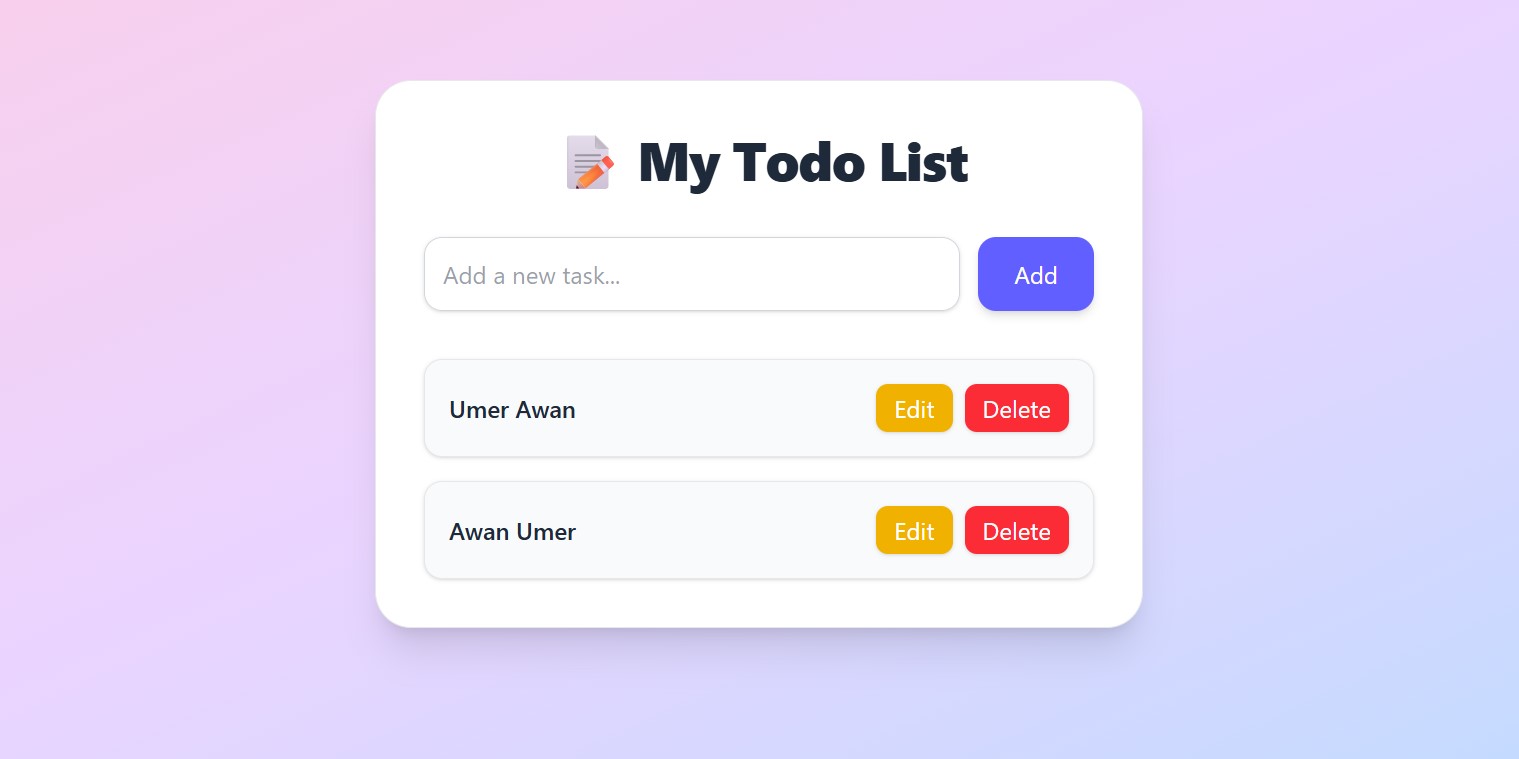 My Todo List
Add a new task...
Add
Umer Awan
Edit
Delete
Awan Umer
Edit
Delete